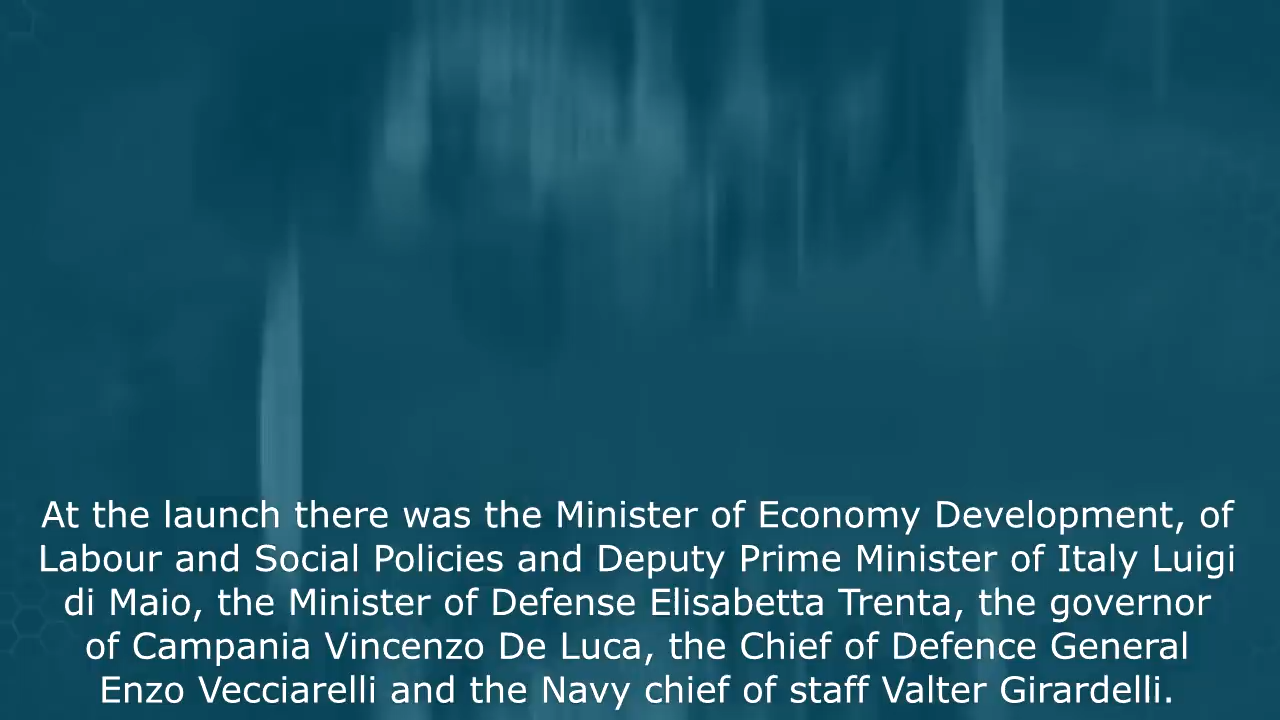 At the launch there was the Minister of Economy Development, of
Labour and Social Policies and Deputy Prime Minister of Italy Luigi
di Maio, the Minister of Defense Elisabetta Trenta, the governor
of Campania Vincenzo De Luca, the Chief of Defence General
Enzo Vecciarelli and the Navy chief of staff Valter Girardelli.